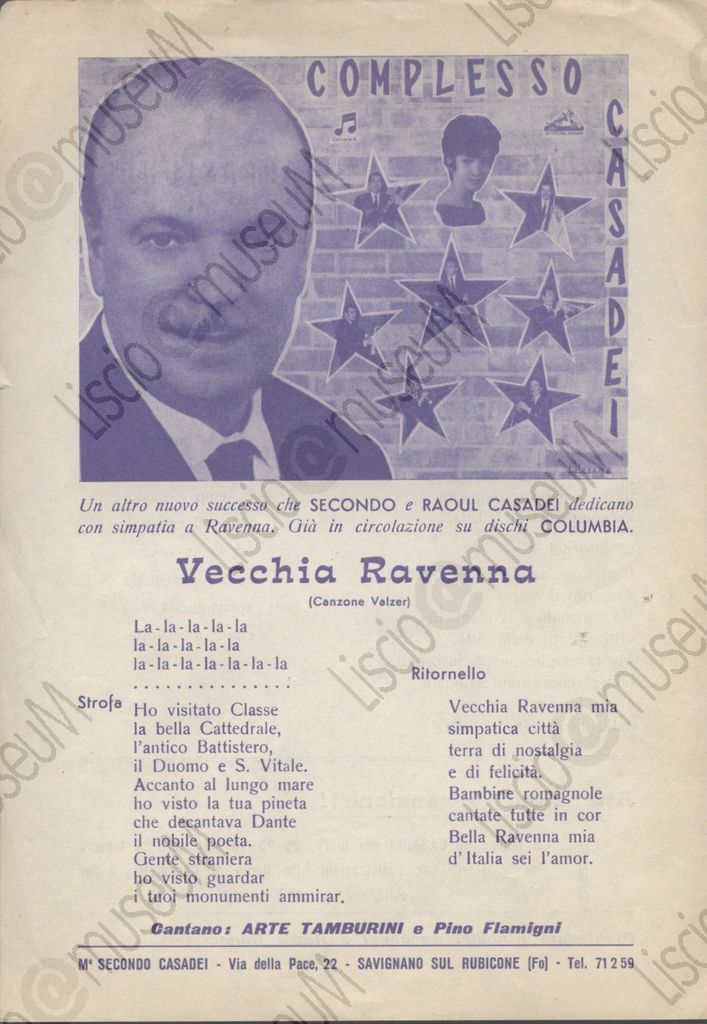 COMPLESSO
CASADEI
Un altro nuovo successo che SECONDO e RAOUL CASADEI dedicano
con simpatia a Ravenna. Già in circolazione su dischi COLUMBIA.
Vecchia Ravenna
(Canzone Valzer)
La-la-la-la-la
la-la-la-la-la
la-la-la-la-la-la-la
. . . . . . . . . . . . . . .
Strofa
Ho visitato Classe
la bella Cattedrale,
l'antico Battistero,
il Duomo e S. Vitale.
Accanto al lungo mare
ho visto la tua pineta
che decantava Dante
il nobile poeta.
Gente straniera
ho visto guardar
i tuoi monumenti ammirar.
Ritornello
Vecchia Ravenna mia
simpatica città
terra di nostalgia
e di felicità.
Bambine romagnole
cantate tutte in cor
Bella Ravenna mia
d'Italia sei l'amor.
Cantano: ARTE TAMBURINI e Pino Flamigni
M° SECONDO CASADEI - Via della Pace, 22 - SAVIGNANO SUL RUBICONE (Fo) - Tel. 71259
Liscio@museuM